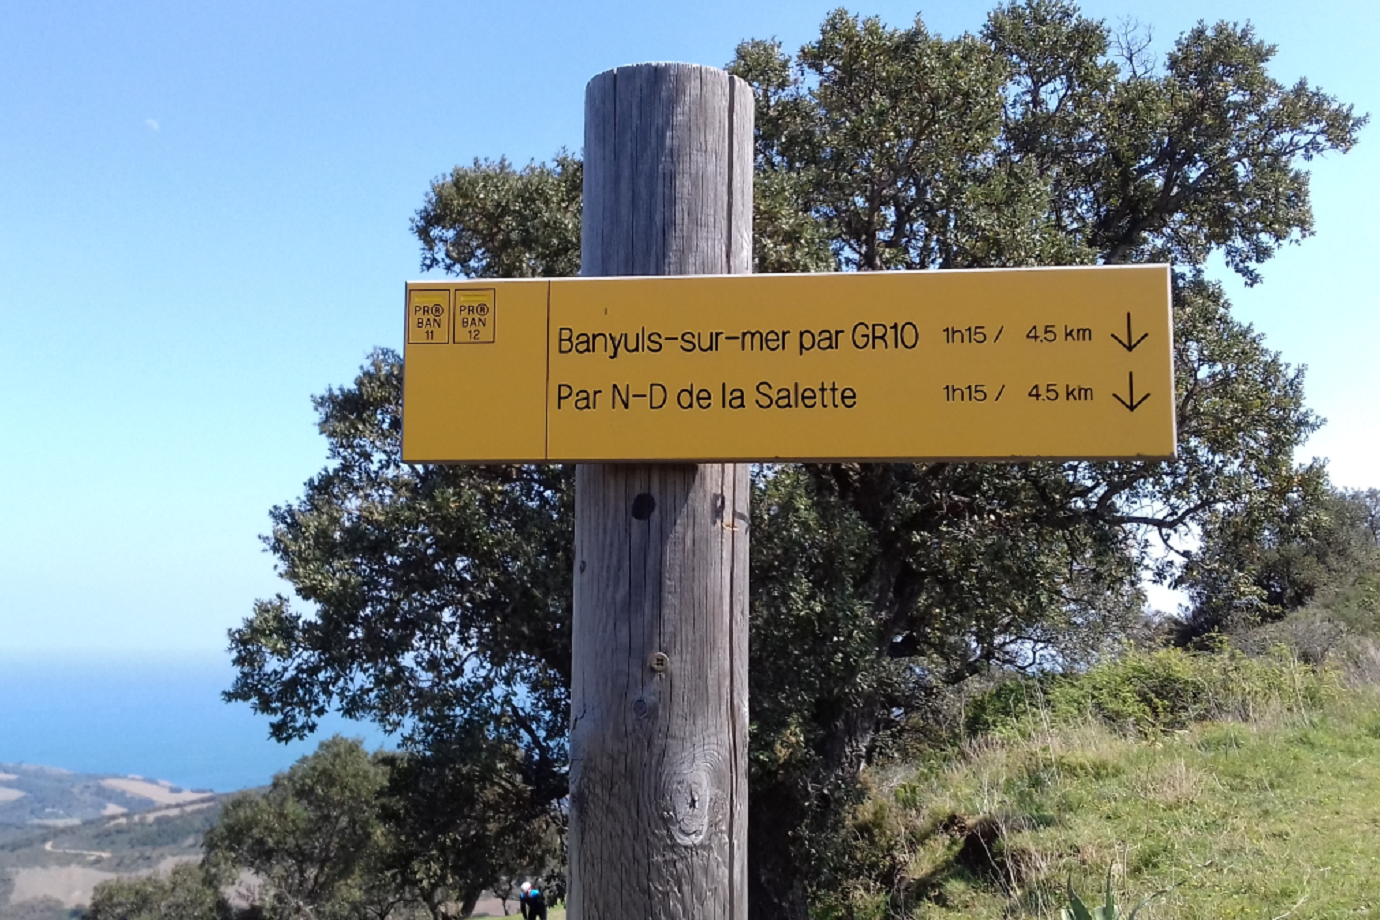 PR®
BAN
11
PR®
BAN
12
Banyuls-sur-mer par GR10 1h15 / 4.5 km ↓
Par N-D de la Salette 1h15 / 4.5 km ↓